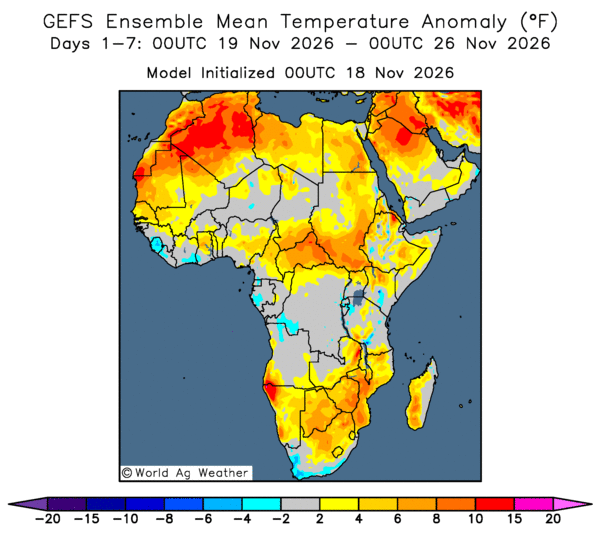 GEFS Ensemble Mean Temperature Anomaly (°F)
Days 1–7: 00UTC 19 Nov 2026 – 00UTC 26 Nov 2026
Model Initialized 00UTC 18 Nov 2026
©World Ag Weather
−20 −15 −10 −8 −6 −4 −2 2 4 6 8 10 15 20